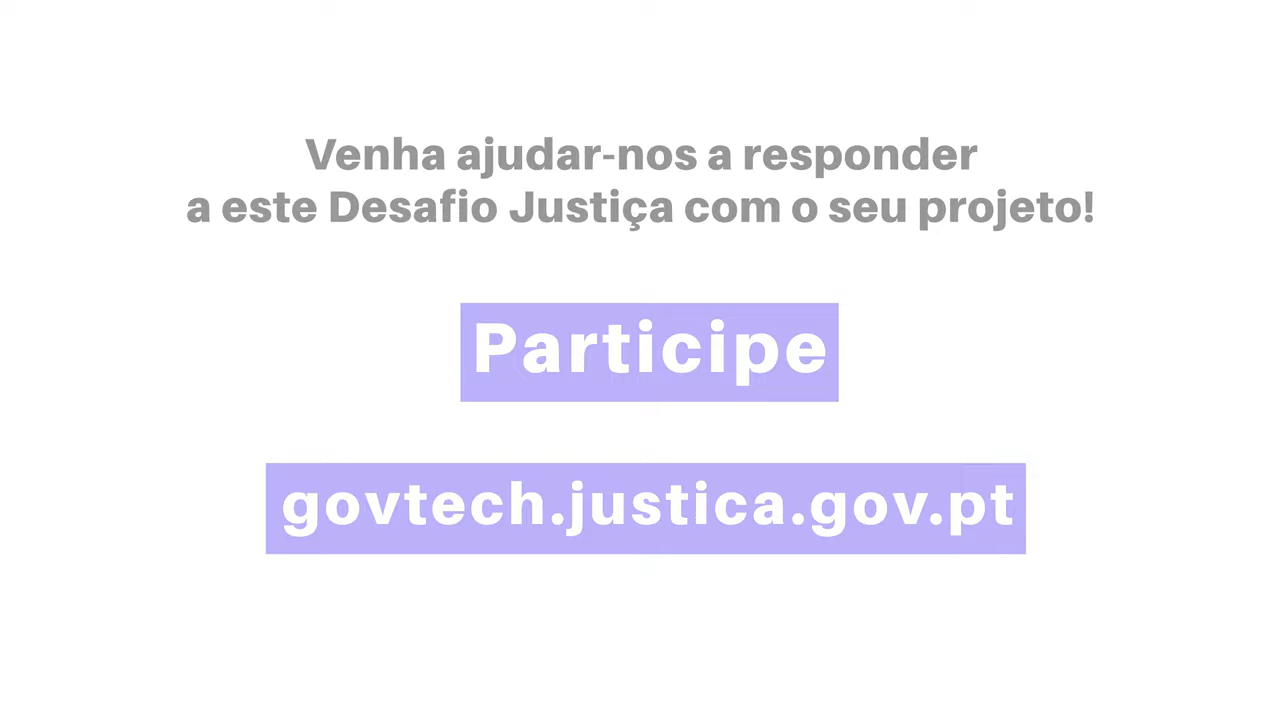 Venha ajudar-nos a responder
a este Desafio Justiça com o seu projeto!
Participe
govtech.justica.gov.pt